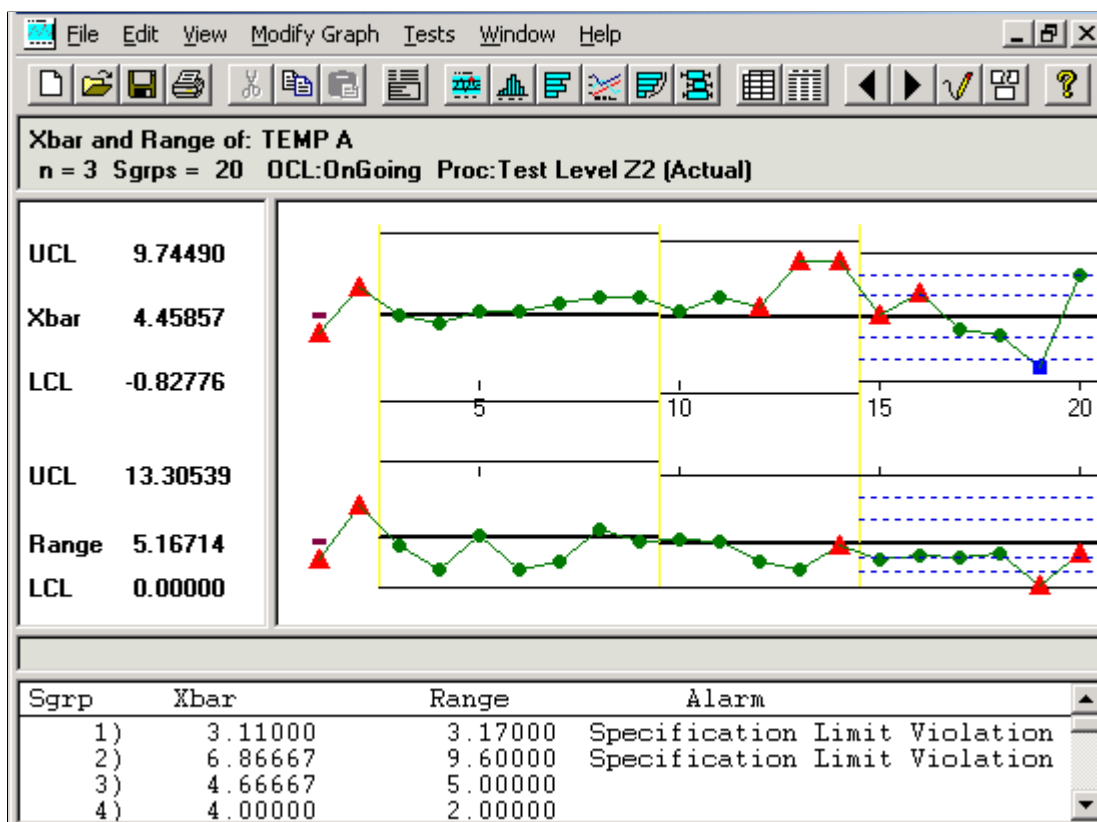 File Edit View Modify Graph Tests Window Help
Xbar and Range of: TEMP A
n = 3 Sgrps = 20 OCL:OnGoing Proc:Test Level Z2 (Actual)
UCL 9.74490
Xbar 4.45857
LCL -0.82776
5 10 15 20
UCL 13.30539
Range 5.16714
LCL 0.00000
Sgrp Xbar Range Alarm
1) 3.11000 3.17000 Specification Limit Violation
2) 6.86667 9.60000 Specification Limit Violation
3) 4.66667 5.00000
4) 4.00000 2.00000